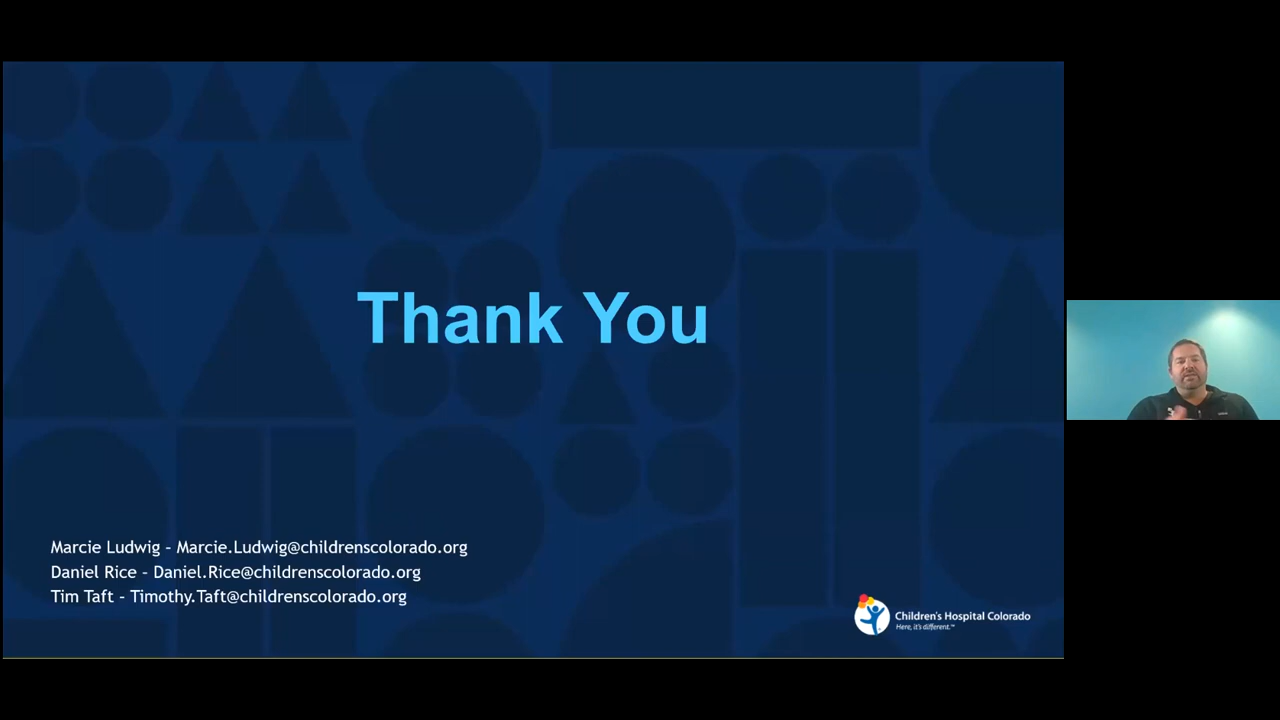 Thank You
Marcie Ludwig - Marcie.Ludwig@childrenscolorado.org
Daniel Rice - Daniel.Rice@childrenscolorado.org
Tim Taft - Timothy.Taft@childrenscolorado.org
Children's Hospital Colorado
Here, it's different.™